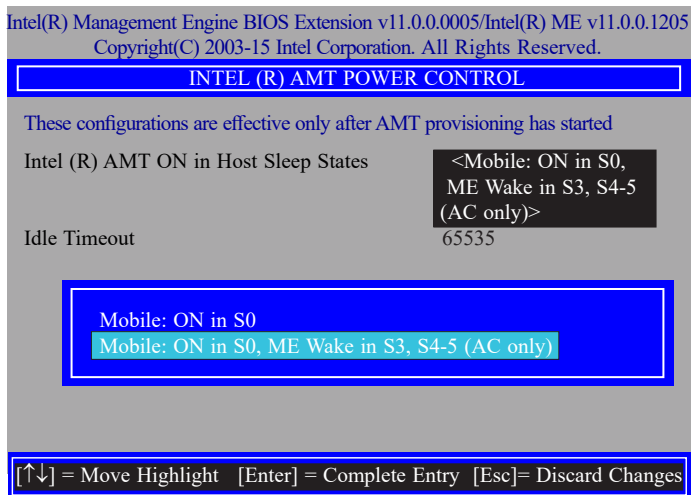 Intel(R) Management Engine BIOS Extension v11.0.0.0005/Intel(R) ME v11.0.0.1205
Copyright(C) 2003-15 Intel Corporation. All Rights Reserved.
INTEL (R) AMT POWER CONTROL
These configurations are effective only after AMT provisioning has started
Intel (R) AMT ON in Host Sleep States
<Mobile: ON in S0,
ME Wake in S3, S4-5
(AC only)>
Idle Timeout 65535
Mobile: ON in S0
Mobile: ON in S0, ME Wake in S3, S4-5 (AC only)
[↑↓] = Move Highlight [Enter] = Complete Entry [Esc]= Discard Changes